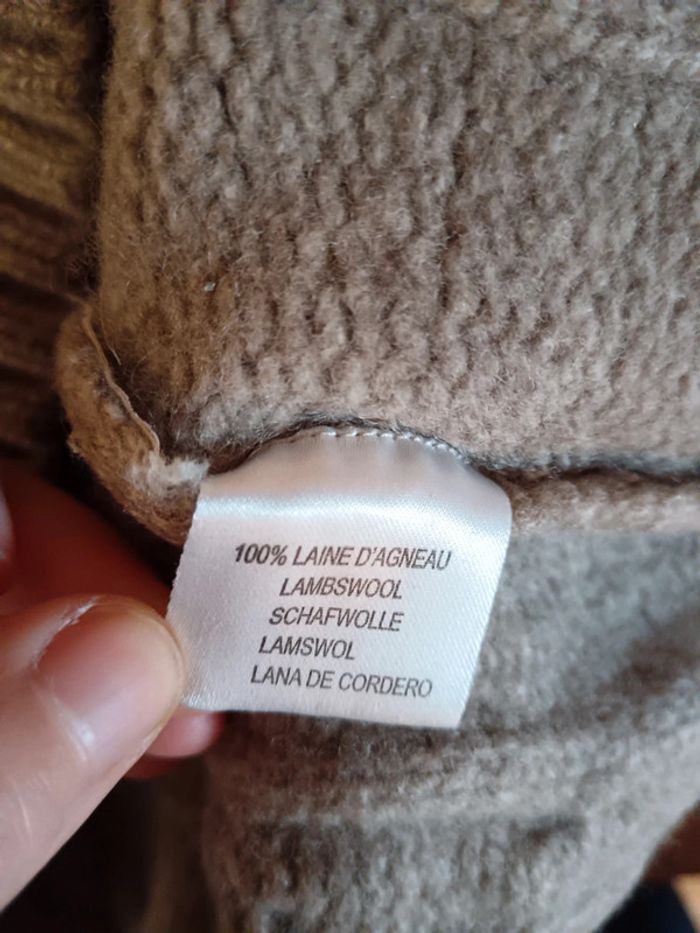 100% LAINE D'AGNEAU
LAMBSWOOL
SCHAFWOLLE
LAMSWOL
LANA DE CORDERO